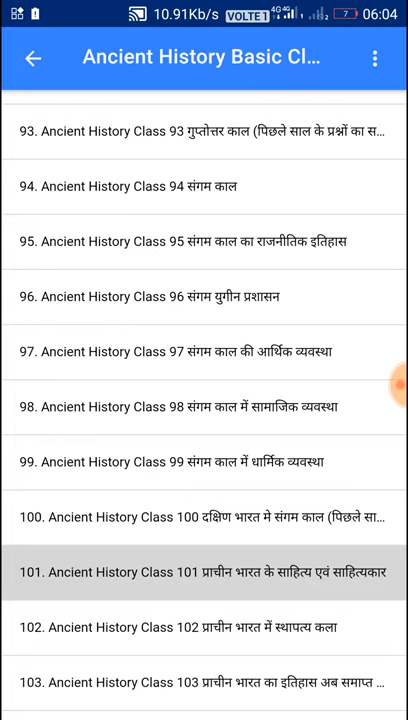 10.91Kb/s VOLTE 1 4G 4G 1 2 7 06:04
Ancient History Basic Cl...
93. Ancient History Class 93 गुप्तोत्तर काल (पिछले साल के प्रश्नों का स...
94. Ancient History Class 94 संगम काल
95. Ancient History Class 95 संगम काल का राजनीतिक इतिहास
96. Ancient History Class 96 संगम युगीन प्रशासन
97. Ancient History Class 97 संगम काल की आर्थिक व्यवस्था
98. Ancient History Class 98 संगम काल में सामाजिक व्यवस्था
99. Ancient History Class 99 संगम काल में धार्मिक व्यवस्था
100. Ancient History Class 100 दक्षिण भारत मे संगम काल (पिछले सा...
101. Ancient History Class 101 प्राचीन भारत के साहित्य एवं साहित्यकार
102. Ancient History Class 102 प्राचीन भारत में स्थापत्य कला
103. Ancient History Class 103 प्राचीन भारत का इतिहास अब समाप्त ...